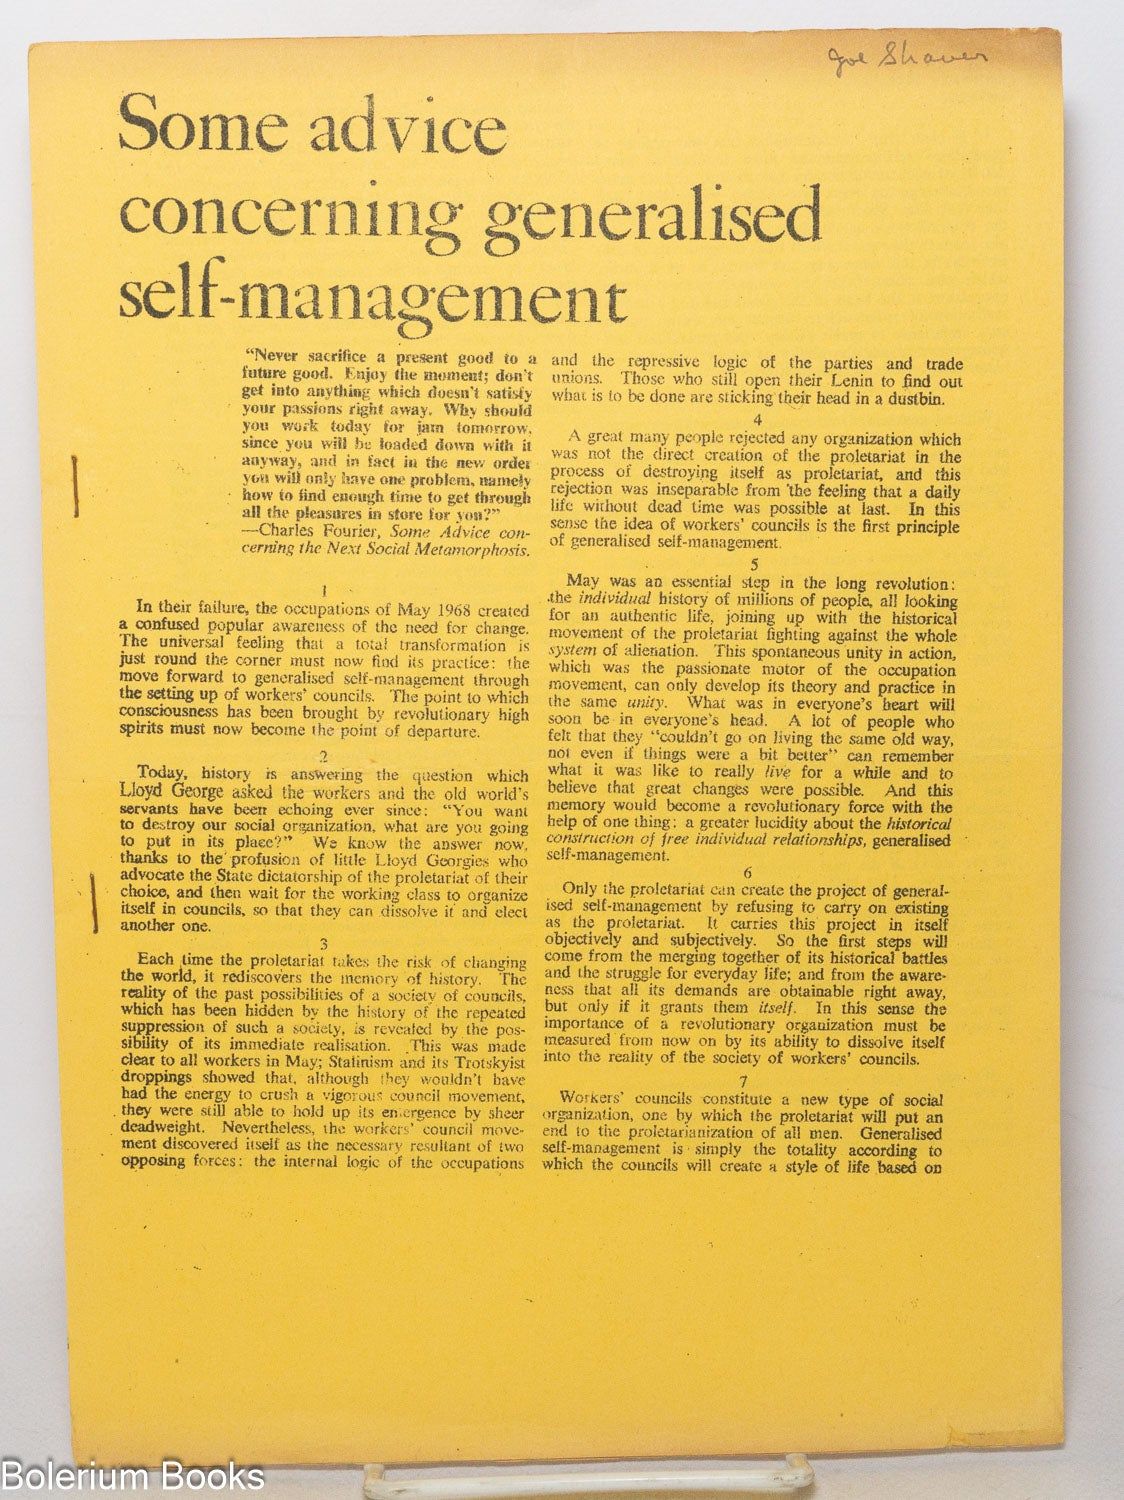 Joe Shaver
Some advice
concerning generalised
self-management
“Never sacrifice a present good to a
future good. Enjoy the moment; don't
get into anything which doesn't satisfy
your passions right away. Why should
you work today for jam tomorrow,
since you will be loaded down with it
anyway, and in fact in the new order
you will only have one problem, namely
how to find enough time to get through
all the pleasures in store for you?”
—Charles Fourier, Some Advice con-
cerning the Next Social Metamorphosis.
1
In their failure, the occupations of May 1968 created
a confused popular awareness of the need for change.
The universal feeling that a total transformation is
just round the corner must now find its practice: the
move forward to generalised self-management through
the setting up of workers' councils. The point to which
consciousness has been brought by revolutionary high
spirits must now become the point of departure.
2
Today, history is answering the question which
Lloyd George asked the workers and the old world's
servants have been echoing ever since: “You want
to destroy our social organization, what are you going
to put in its place?” We know the answer now,
thanks to the profusion of little Lloyd Georgies who
advocate the State dictatorship of the proletariat of their
choice, and then wait for the working class to organize
itself in councils, so that they can dissolve it and elect
another one.
3
Each time the proletariat takes the risk of changing
the world, it rediscovers the memory of history. The
reality of the past possibilities of a society of councils,
which has been hidden by the history of the repeated
suppression of such a society, is revealed by the pos-
sibility of its immediate realisation. This was made
clear to all workers in May; Stalinism and its Trotskyist
droppings showed that, although they wouldn't have
had the energy to crush a vigorous council movement,
they were still able to hold up its emergence by sheer
deadweight. Nevertheless, the workers' council move-
ment discovered itself as the necessary resultant of two
opposing forces: the internal logic of the occupations
and the repressive logic of the parties and trade
unions. Those who still open their Lenin to find out
what is to be done are sticking their head in a dustbin.
4
A great many people rejected any organization which
was not the direct creation of the proletariat in the
process of destroying itself as proletariat, and this
rejection was inseparable from the feeling that a daily
life without dead time was possible at last. In this
sense the idea of workers' councils is the first principle
of generalised self-management.
5
May was an essential step in the long revolution:
the individual history of millions of people, all looking
for an authentic life, joining up with the historical
movement of the proletariat fighting against the whole
system of alienation. This spontaneous unity in action,
which was the passionate motor of the occupation
movement, can only develop its theory and practice in
the same unity. What was in everyone's heart will
soon be in everyone's head. A lot of people who
felt that they “couldn't go on living the same old way,
not even if things were a bit better” can remember
what it was like to really live for a while and to
believe that great changes were possible. And this
memory would become a revolutionary force with the
help of one thing: a greater lucidity about the historical
construction of free individual relationships, generalised
self-management.
6
Only the proletariat can create the project of general-
ised self-management by refusing to carry on existing
as the proletariat. It carries this project in itself
objectively and subjectively. So the first steps will
come from the merging together of its historical battles
and the struggle for everyday life; and from the aware-
ness that all its demands are obtainable right away,
but only if it grants them itself. In this sense the
importance of a revolutionary organization must be
measured from now on by its ability to dissolve itself
into the reality of the society of workers' councils.
7
Workers' councils constitute a new type of social
organization, one by which the proletariat will put an
end to the proletarianization of all men. Generalised
self-management is simply the totality according to
which the councils will create a style of life based on
Bolerium Books